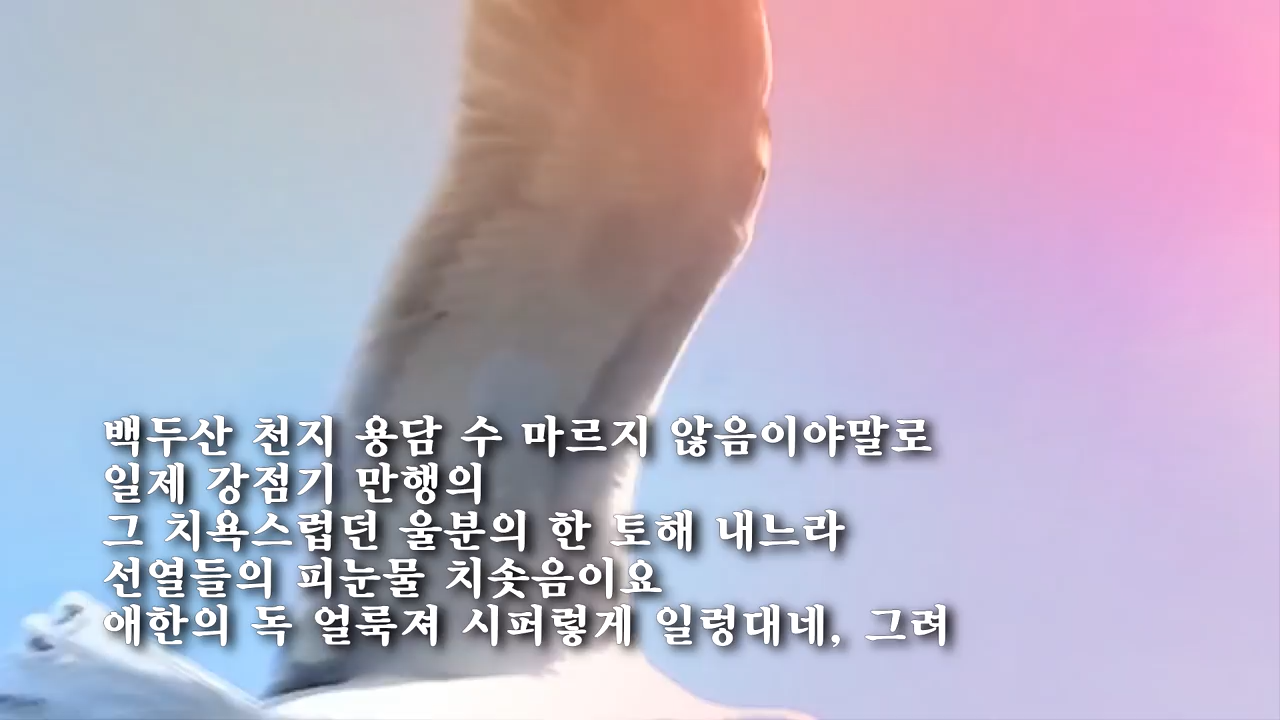 백두산 천지 용담 수 마르지 않음이야말로
일제 강점기 만행의
그 치욕스럽던 울분의 한 토해 내느라
선열들의 피눈물 치솟음이요
애한의 독 얼룩져 시퍼렇게 일렁대네, 그려